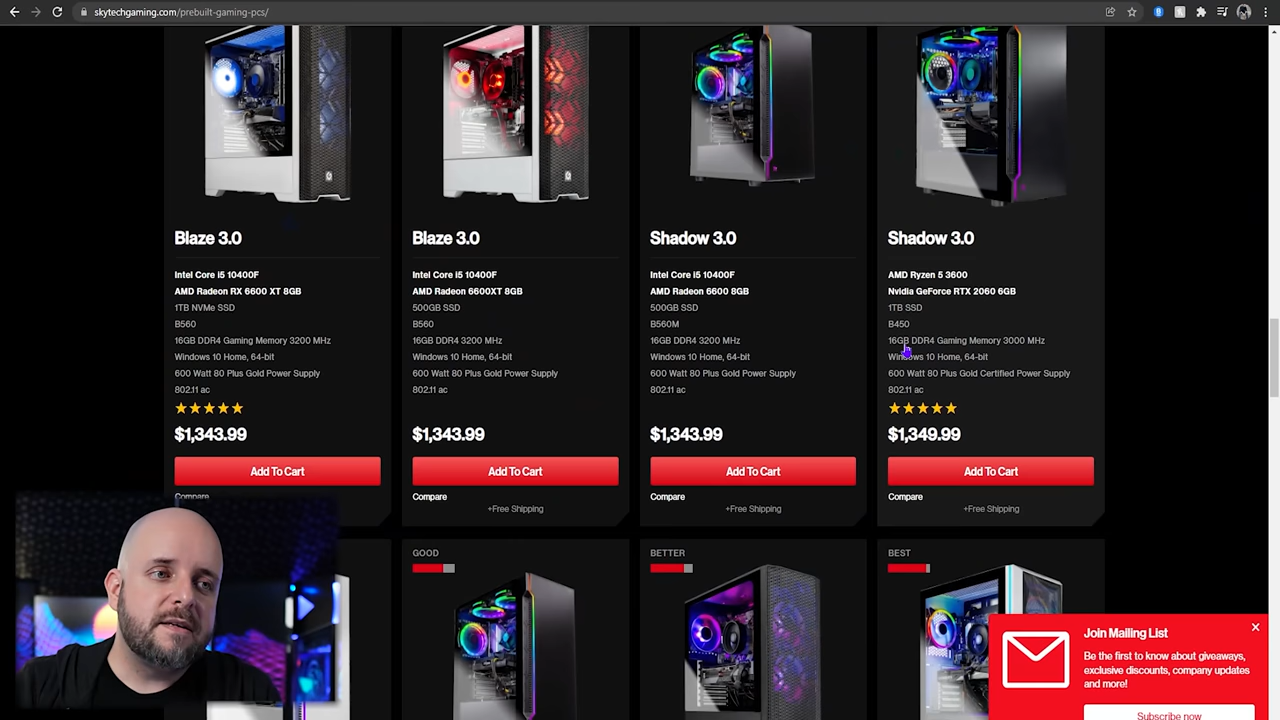 skytechgaming.com/prebuilt-gaming-pcs/
Blaze 3.0
Intel Core i5 10400F
AMD Radeon RX 6600 XT 8GB
1TB NVMe SSD
B560
16GB DDR4 Gaming Memory 3200 MHz
Windows 10 Home, 64-bit
600 Watt 80 Plus Gold Power Supply
802.11 ac
$1,343.99
Add To Cart
Compare
Blaze 3.0
Intel Core i5 10400F
AMD Radeon 6600XT 8GB
500GB SSD
B560
16GB DDR4 3200 MHz
Windows 10 Home, 64-bit
600 Watt 80 Plus Gold Power Supply
802.11 ac
$1,343.99
Add To Cart
Compare
+Free Shipping
Shadow 3.0
Intel Core i5 10400F
AMD Radeon 6600 8GB
500GB SSD
B560M
16GB DDR4 3200 MHz
Windows 10 Home, 64-bit
600 Watt 80 Plus Gold Power Supply
802.11 ac
$1,343.99
Add To Cart
Compare
+Free Shipping
Shadow 3.0
AMD Ryzen 5 3600
Nvidia GeForce RTX 2060 6GB
1TB SSD
B450
16GB DDR4 Gaming Memory 3000 MHz
Windows 10 Home, 64-bit
600 Watt 80 Plus Gold Certified Power Supply
802.11 ac
$1,349.99
Add To Cart
Compare
+Free Shipping
GOOD
BETTER
BEST
Join Mailing List
Be the first to know about giveaways,
exclusive discounts, company updates
and more!
Subscribe now